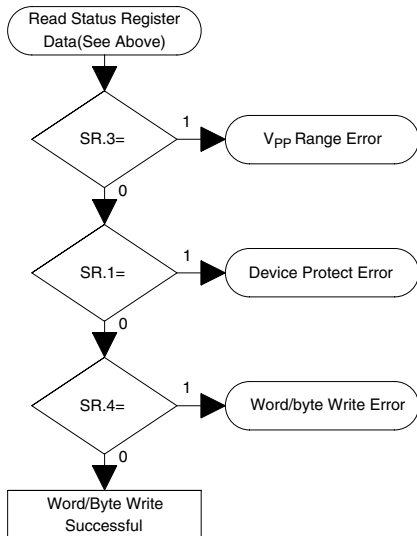 Read Status Register
Data(See Above)
SR.3=
1
VPP Range Error
0
SR.1=
1
Device Protect Error
0
SR.4=
1
Word/byte Write Error
0
Word/Byte Write
Successful